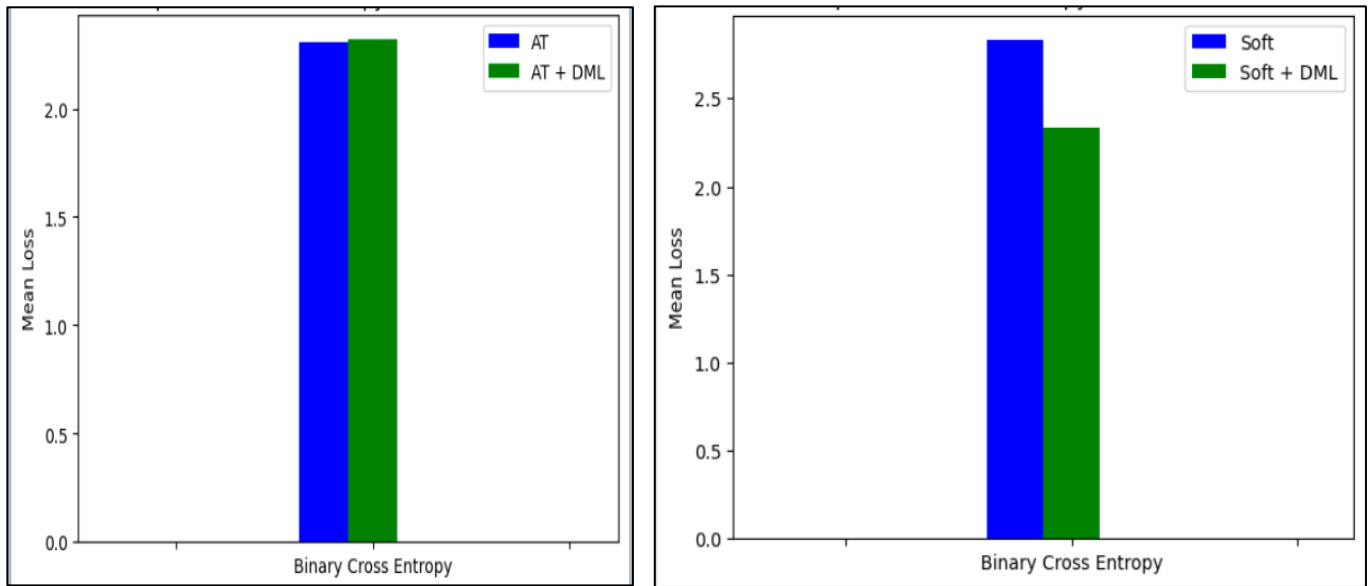 AT
AT + DML
2.0
1.5
1.0
0.5
0.0
Mean Loss
Binary Cross Entropy
Soft
Soft + DML
2.5
2.0
1.5
1.0
0.5
0.0
Mean Loss
Binary Cross Entropy